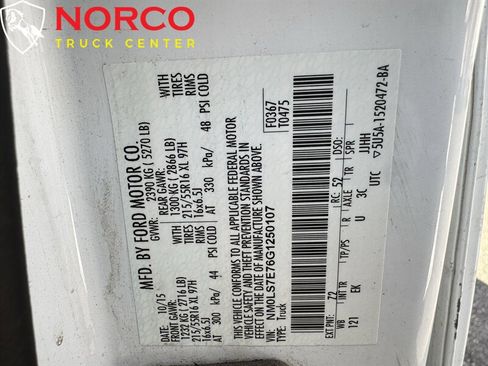 NORCO
TRUCK CENTER
MFD. BY FORD MOTOR CO.
10/15
GVWR: 2390 KG ( 5270 LB)
FRONT GAWR: 1232 KG ( 2716 LB)
REAR GAWR: 1300 KG ( 2866 LB)
215/55R16 XL 97H
WITH TIRES
215/55R16 XL 97H
WITH TIRES
16x6.5J
RIMS
16x6.5J
RIMS
AT 300 kPa/ 44 PSI COLD
AT 330 kPa/ 48 PSI COLD
THIS VEHICLE CONFORMS TO ALL APPLICABLE FEDERAL MOTOR
VEHICLE SAFETY AND THEFT PREVENTION STANDARDS IN
EFFECT ON THE DATE OF MANUFACTURE SHOWN ABOVE.
VIN: NM0LS7E76G1250107
TYPE: Truck
F0367
T0475
EXT PNT: Z2
RC: 52
DSO:
WB
INT TR
TP/PS
R
AXLE
TR
SPR
JJHH
121
EK
U
3C
UTC
▽5U5A-1520472-BA